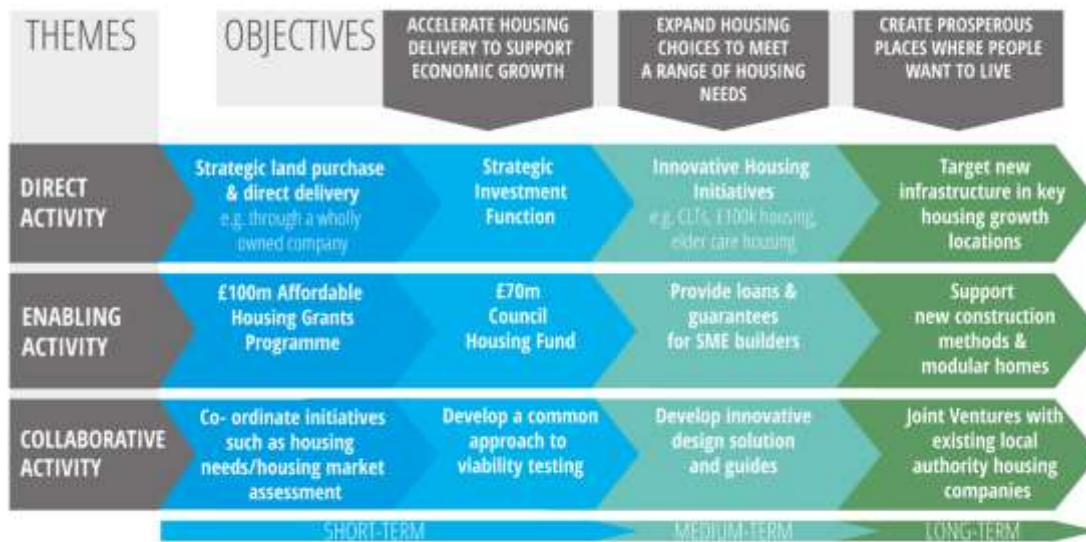 THEMES
OBJECTIVES
ACCELERATE HOUSING
DELIVERY TO SUPPORT
ECONOMIC GROWTH
EXPAND HOUSING
CHOICES TO MEET
A RANGE OF HOUSING
NEEDS
CREATE PROSPEROUS
PLACES WHERE PEOPLE
WANT TO LIVE
DIRECT
ACTIVITY
Strategic land purchase
& direct delivery
e.g. through a wholly
owned company
Strategic
Investment
Function
Innovative Housing
Initiatives
e.g. CLTs, £100k housing,
elder care housing
Target new
infrastructure in key
housing growth
locations
ENABLING
ACTIVITY
£100m Affordable
Housing Grants
Programme
£70m
Council
Housing Fund
Provide loans &
guarantees
for SME builders
Support
new construction
methods &
modular homes
COLLABORATIVE
ACTIVITY
Co- ordinate initiatives
such as housing
needs/housing market
assessment
Develop a common
approach to
viability testing
Develop innovative
design solution
and guides
Joint Ventures with
existing local
authority housing
companies
SHORT-TERM
MEDIUM-TERM
LONG-TERM